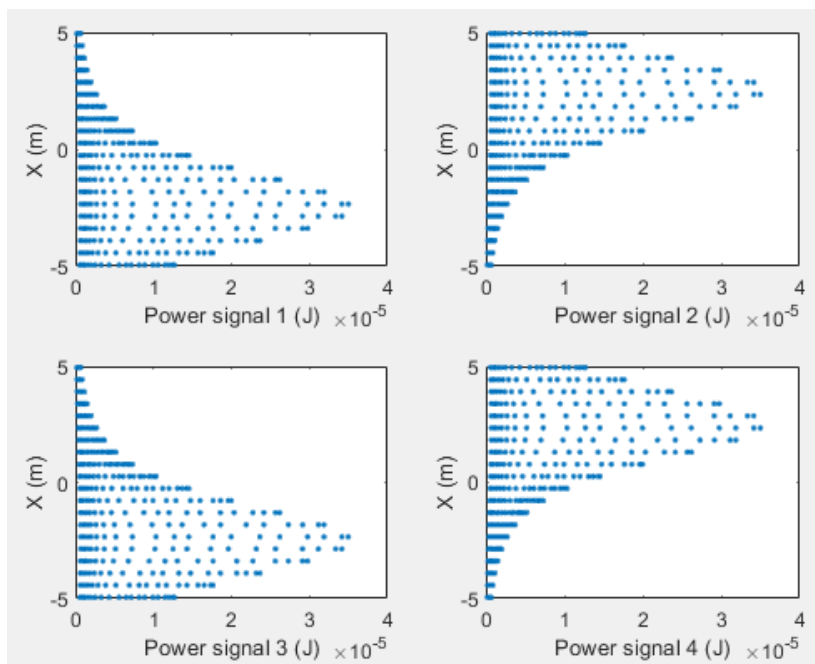 5
0
-5
X (m)
0 1 2 3 4
Power signal 1 (J) ×10⁻⁵
5
0
-5
X (m)
0 1 2 3 4
Power signal 2 (J) ×10⁻⁵
5
0
-5
X (m)
0 1 2 3 4
Power signal 3 (J) ×10⁻⁵
5
0
-5
X (m)
0 1 2 3 4
Power signal 4 (J) ×10⁻⁵